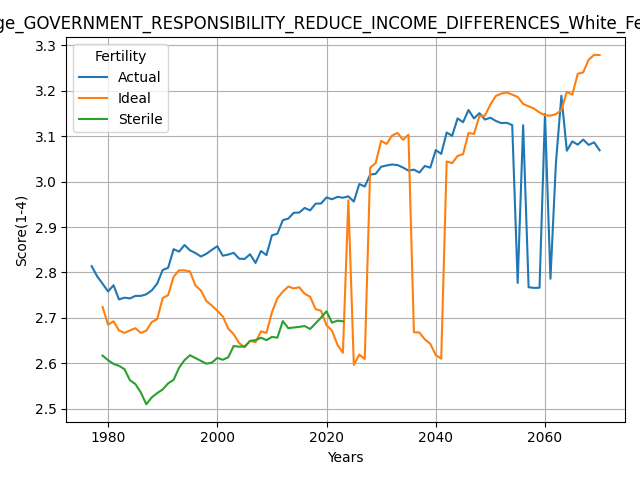 ge_GOVERNMENT_RESPONSIBILITY_REDUCE_INCOME_DIFFERENCES_White_Fe
Fertility
Actual
Ideal
Sterile
Score(1-4)
3.3
3.2
3.1
3.0
2.9
2.8
2.7
2.6
2.5
1980 2000 2020 2040 2060
Years